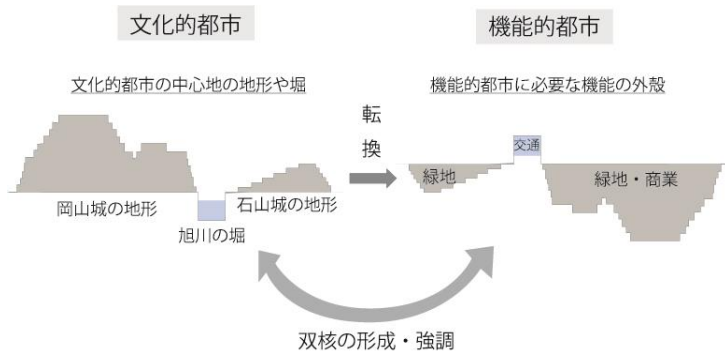 文化的都市
機能的都市
文化的都市の中心地の地形や堀
機能的都市に必要な機能の外殻
転
換
交通
緑地
緑地・商業
岡山城の地形
石山城の地形
旭川の堀
双核の形成・強調